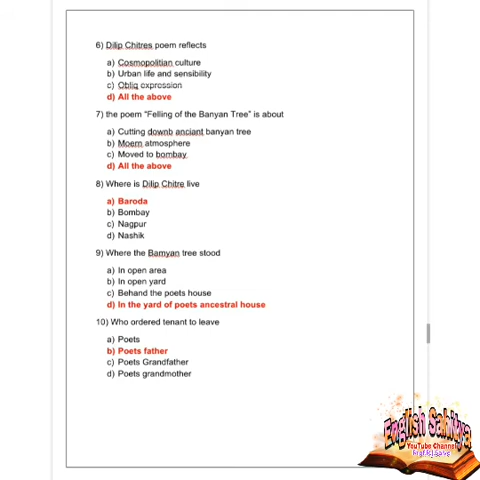 6) Dilip Chitres poem reflects
a) Cosmopolitian culture
b) Urban life and sensibility
c) Obliq expression
d) All the above
7) the poem “Felling of the Banyan Tree” is about
a) Cutting downb anciant banyan tree
b) Moern atmosphere
c) Moved to bombay
d) All the above
8) Where is Dilip Chitre live
a) Baroda
b) Bombay
c) Nagpur
d) Nashik
9) Where the Bamyan tree stood
a) In open area
b) In open yard
c) Behand the poets house
d) In the yard of poets ancestral house
10) Who ordered tenant to leave
a) Poets
b) Poets father
c) Poets Grandfather
d) Poets grandmother
English Sahitya
YouTube Channel